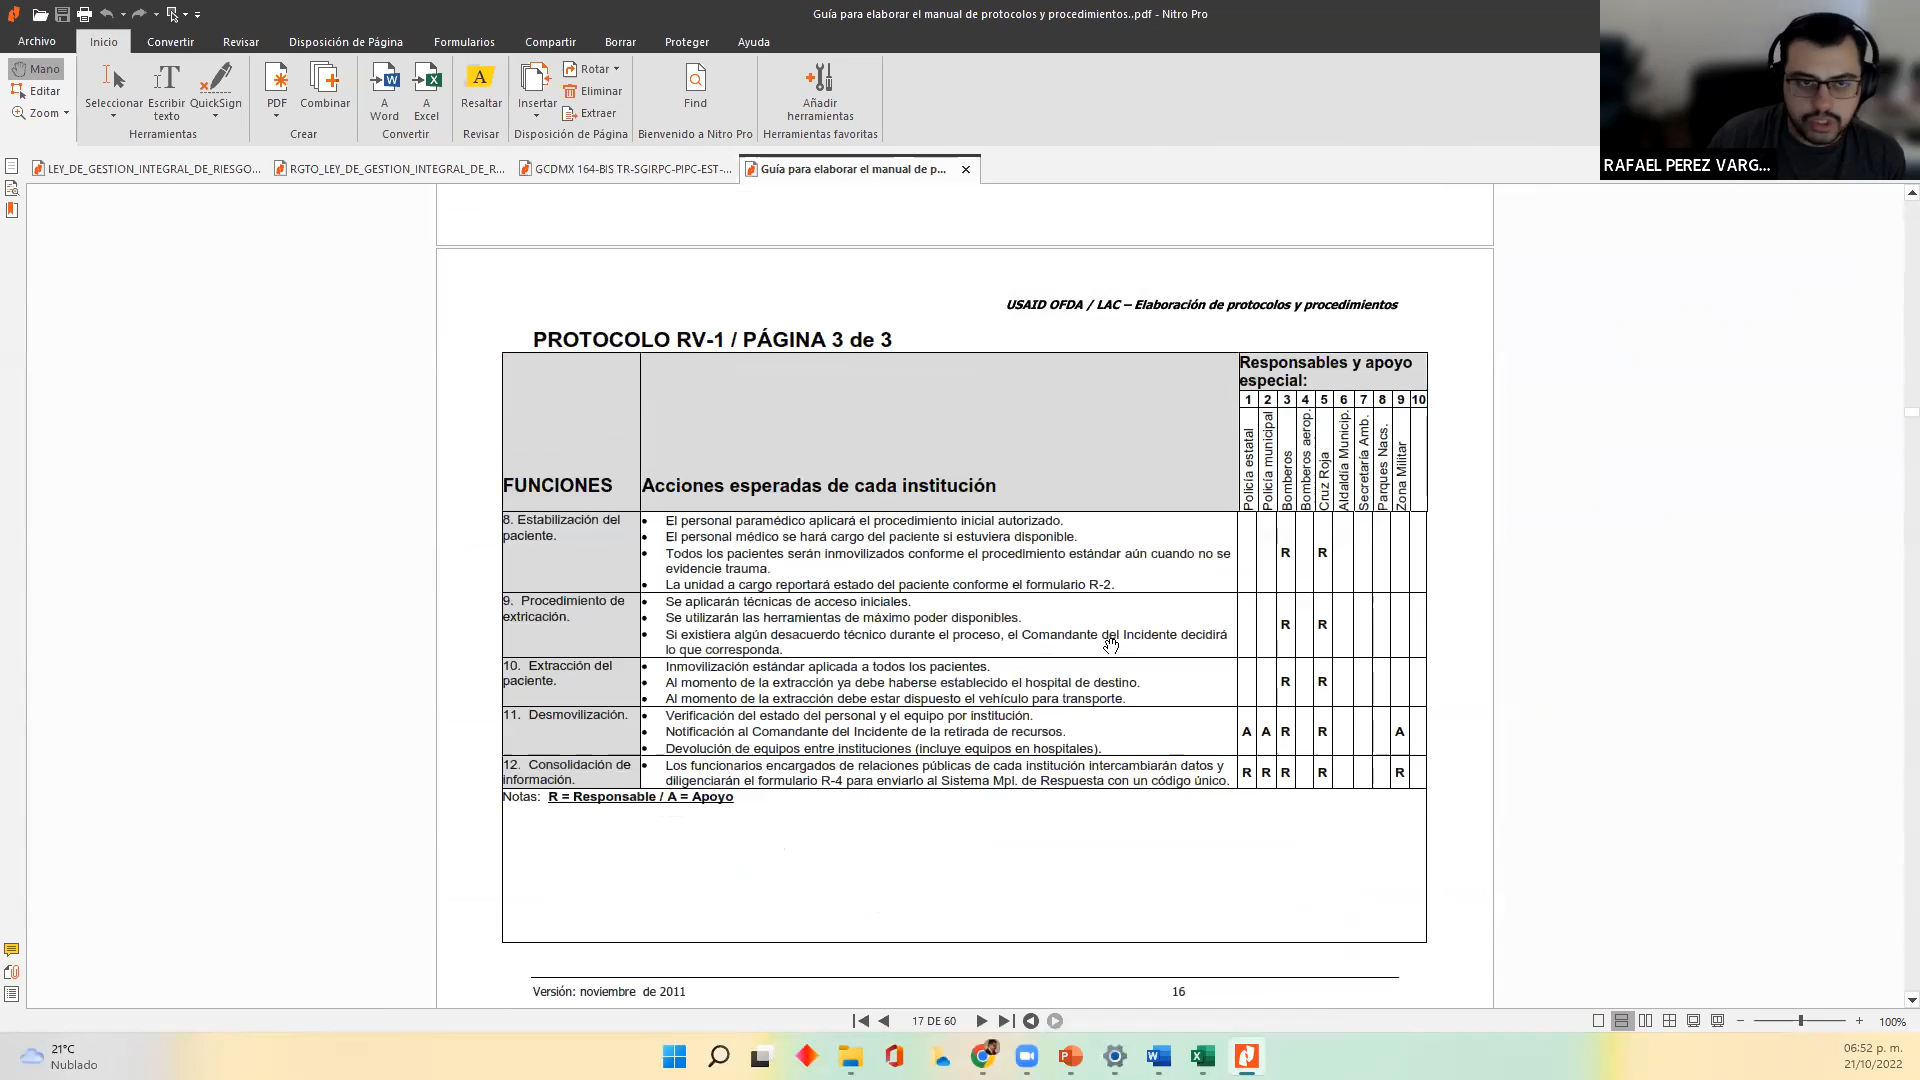 Guía para elaborar el manual de protocolos y procedimientos..pdf - Nitro Pro
Archivo Inicio Convertir Revisar Disposición de Página Formularios Compartir Borrar Proteger Ayuda
Mano
Editar
Zoom
Seleccionar
Escribir texto
QuickSign
Herramientas
PDF
Combinar
Crear
A Word
A Excel
Convertir
Resaltar
Revisar
Insertar
Rotar
Eliminar
Extraer
Disposición de Página
Find
Bienvenido a Nitro Pro
Añadir herramientas
Herramientas favoritas
RAFAEL PEREZ VARG...
LEY_DE_GESTION_INTEGRAL_DE_RIESGO...
RGTO_LEY_DE_GESTION_INTEGRAL_DE_R...
GCDMX 164-BIS TR-SGIRPC-PIPC-EST-...
Guía para elaborar el manual de p...
USAID OFDA / LAC – Elaboración de protocolos y procedimientos
PROTOCOLO RV-1 / PÁGINA 3 de 3
FUNCIONES
Acciones esperadas de cada institución
Responsables y apoyo
especial:
1 2 3 4 5 6 7 8 9 10
Policía estatal
Policía municipal
Bomberos
Bomberos aerop.
Cruz Roja
Aldaldía Municip.
Secretaría Amb.
Parques Nacs.
Zona Militar
8. Estabilización del
paciente.
• El personal paramédico aplicará el procedimiento inicial autorizado.
• El personal médico se hará cargo del paciente si estuviera disponible.
• Todos los pacientes serán inmovilizados conforme el procedimiento estándar aún cuando no se
evidencie trauma.
• La unidad a cargo reportará estado del paciente conforme el formulario R-2.
R R
9. Procedimiento de
extricación.
• Se aplicarán técnicas de acceso iniciales.
• Se utilizarán las herramientas de máximo poder disponibles.
• Si existiera algún desacuerdo técnico durante el proceso, el Comandante del Incidente decidirá
lo que corresponda.
R R
10. Extracción del
paciente.
• Inmovilización estándar aplicada a todos los pacientes.
• Al momento de la extracción ya debe haberse establecido el hospital de destino.
• Al momento de la extracción debe estar dispuesto el vehículo para transporte.
R R
11. Desmovilización.
• Verificación del estado del personal y el equipo por institución.
• Notificación al Comandante del Incidente de la retirada de recursos.
• Devolución de equipos entre instituciones (incluye equipos en hospitales).
A A R R A
12. Consolidación de
información.
• Los funcionarios encargados de relaciones públicas de cada institución intercambiarán datos y
diligenciarán el formulario R-4 para enviarlo al Sistema Mpl. de Respuesta con un código único.
R R R R R
Notas: R = Responsable / A = Apoyo
Versión: noviembre de 2011 16
17 DE 60
100%
21°C
Nublado
06:52 p. m.
21/10/2022